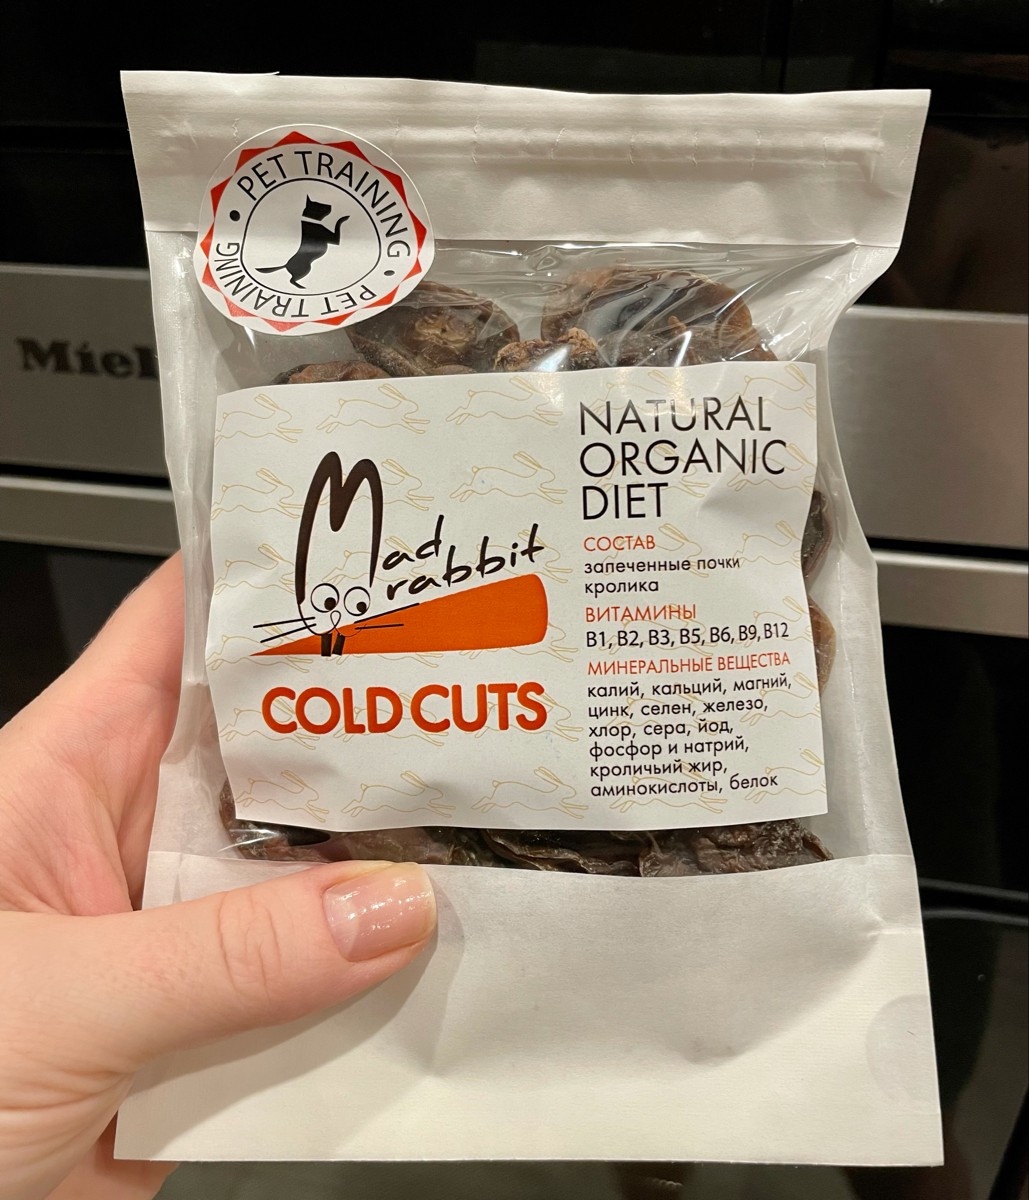 PET TRAINING • PET TRAINING •
Miel
Mad
rabbit
COLD CUTS
NATURAL
ORGANIC
DIET
СОСТАВ
запеченные почки
кролика
ВИТАМИНЫ
B1, B2, B3, B5, B6, B9, B12
МИНЕРАЛЬНЫЕ ВЕЩЕСТВА
калий, кальций, магний,
цинк, селен, железо,
хлор, сера, йод,
фосфор и натрий,
кроличьий жир,
аминокислоты, белок